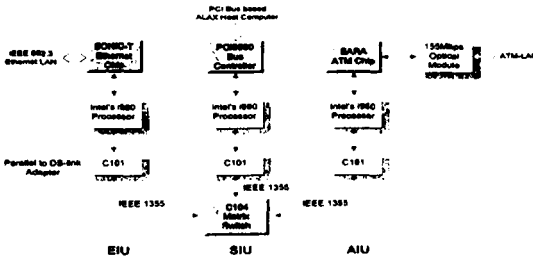 PCI Bus based
ALAX Host Computer
IEEE 802.3
Ethernet LAN
SONIC-T
Ethernet
Chip
PCI9060
Bus
Controller
SARA
ATM Chip
155Mbps
Optical
Module
ATM-LAN
Intel's i960
Processor
Intel's i960
Processor
Intel's i960
Processor
Parallel to DS-link
Adapter
C101
C101
C101
IEEE 1355
IEEE 1355
IEEE 1355
C104
Matrix
Switch
EIU
SIU
AIU